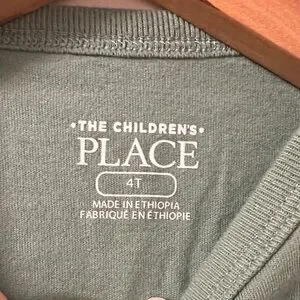 •THE CHILDREN'S•
PLACE
4T
MADE IN ETHIOPIA
FABRIQUÉ EN ÉTHIOPIE